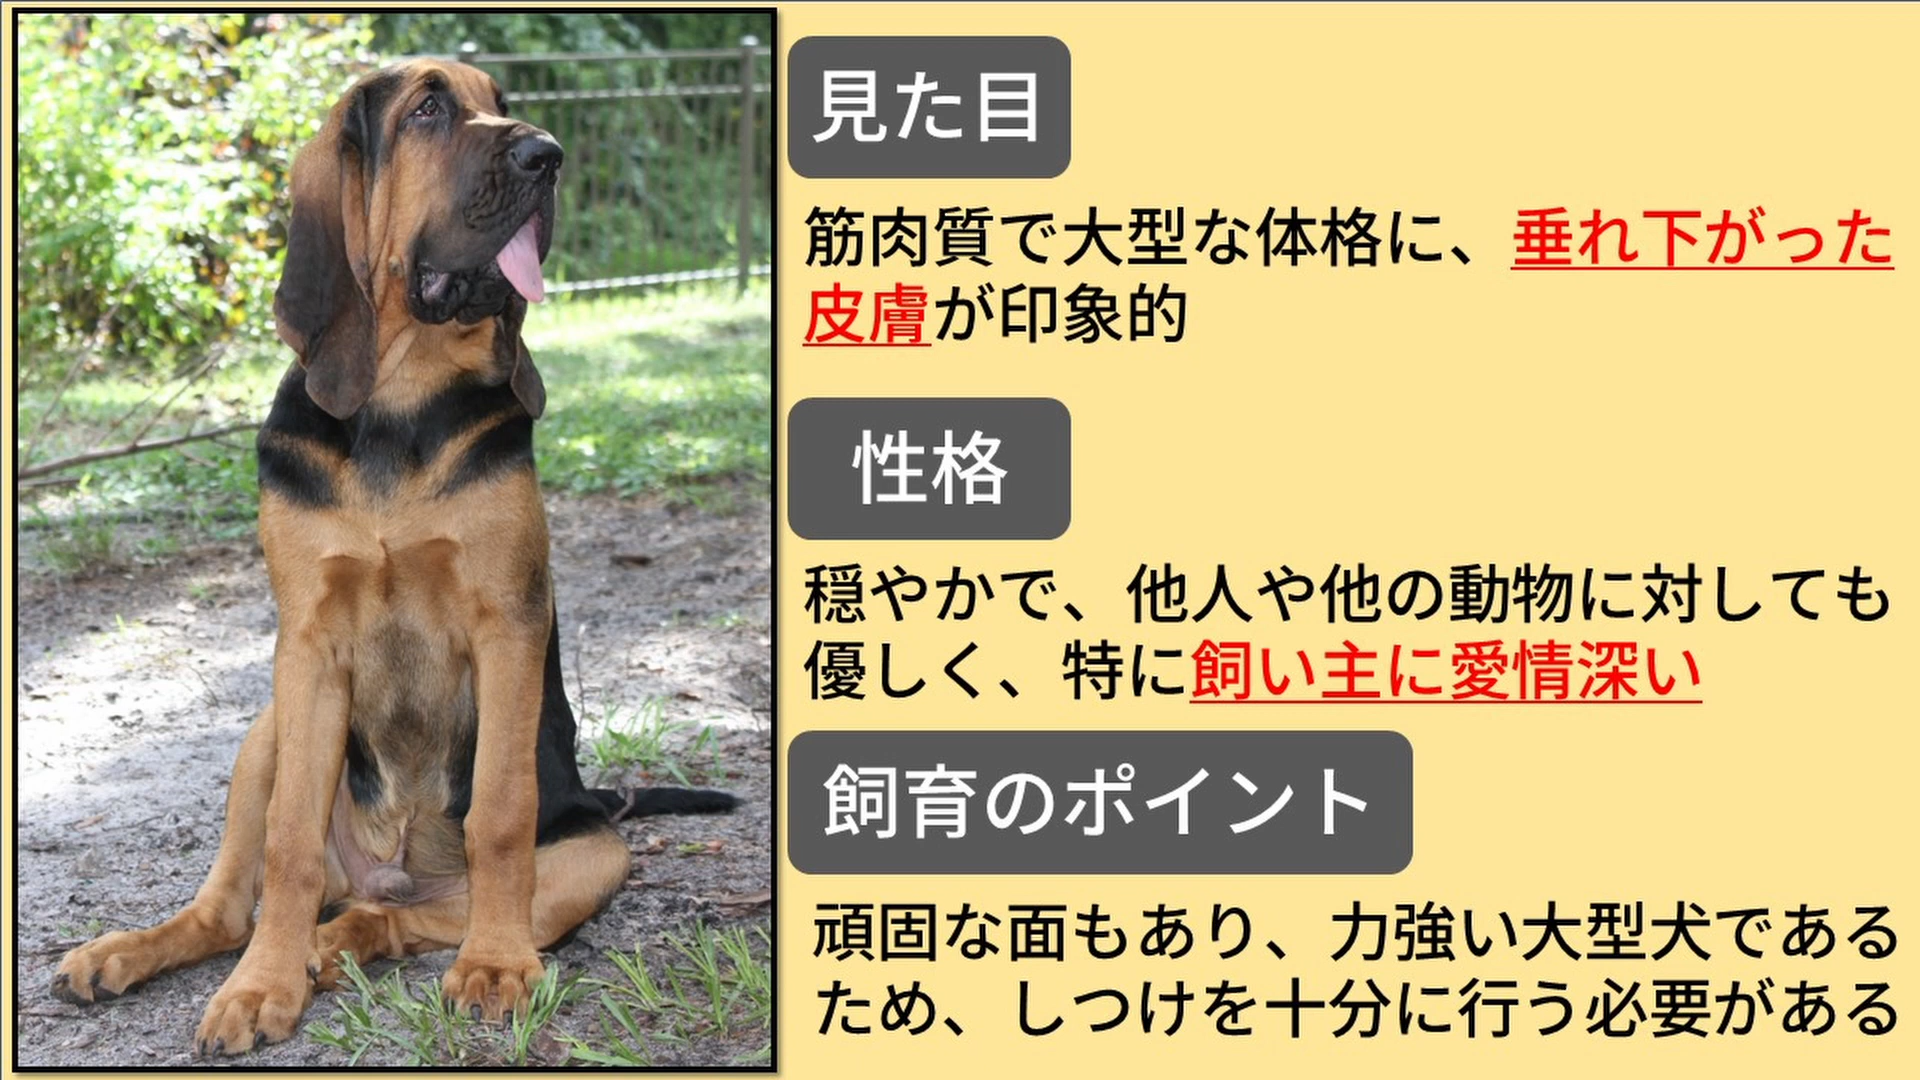 見た目
筋肉質で大型な体格に、垂れ下がった
皮膚が印象的
性格
穏やかで、他人や他の動物に対しても
優しく、特に飼い主に愛情深い
飼育のポイント
頑固な面もあり、力強い大型犬である
ため、しつけを十分に行う必要がある